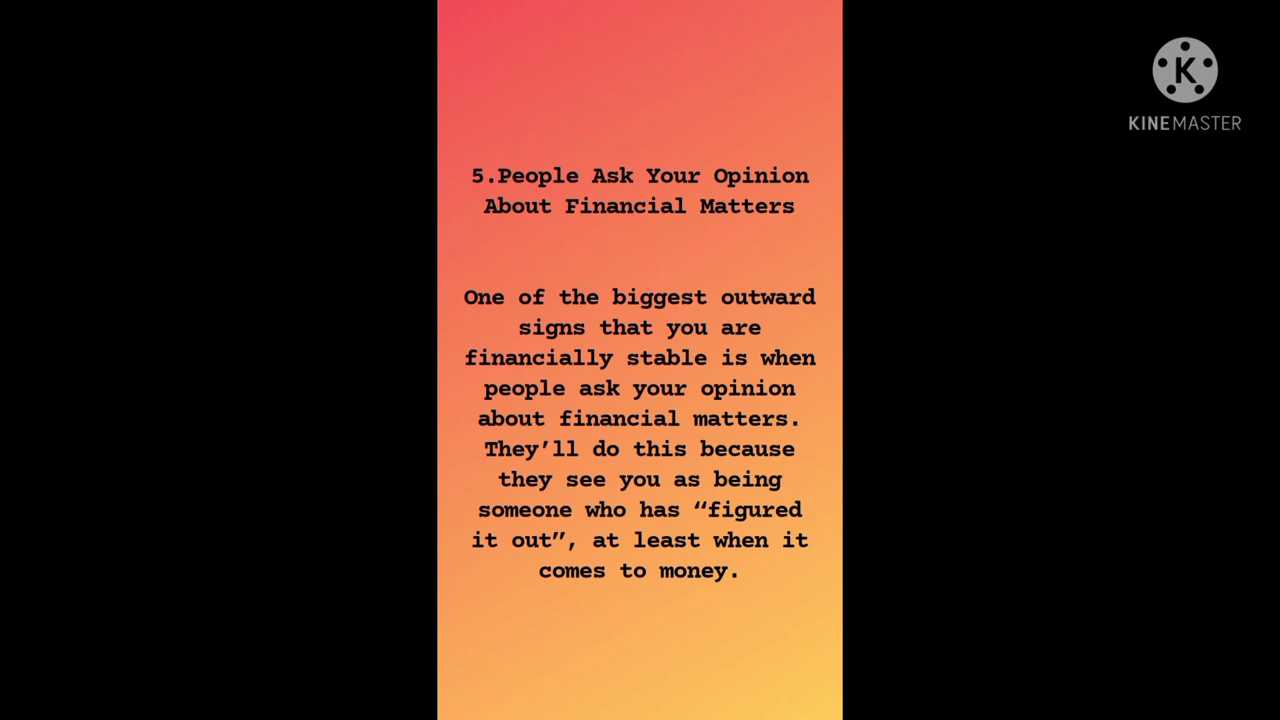 5.People Ask Your Opinion
About Financial Matters
One of the biggest outward
signs that you are
financially stable is when
people ask your opinion
about financial matters.
They’ll do this because
they see you as being
someone who has “figured
it out”, at least when it
comes to money.
K
KINEMASTER